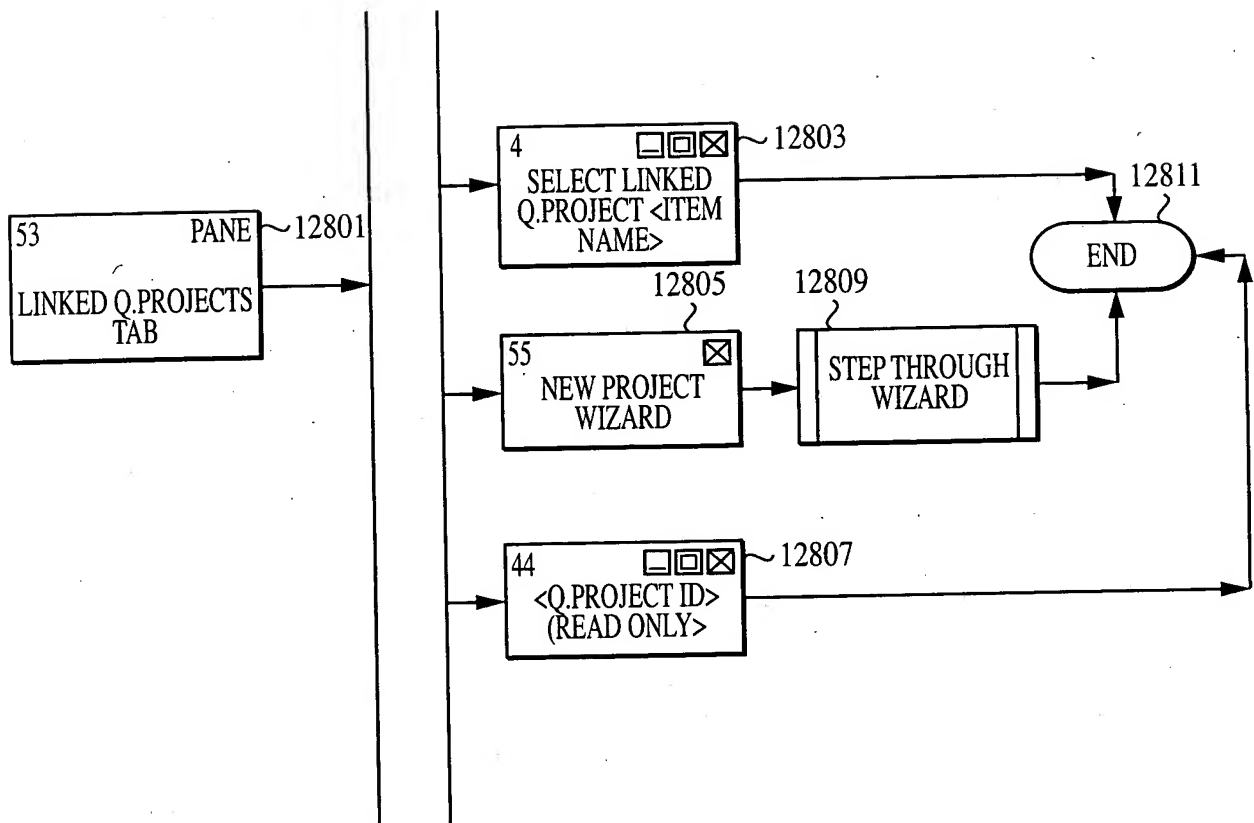 53 PANE
LINKED Q.PROJECTS
TAB
12801
4
SELECT LINKED
Q.PROJECT <ITEM
NAME>
12803
12811
END
12805
55
NEW PROJECT
WIZARD
12809
STEP THROUGH
WIZARD
44
<Q.PROJECT ID>
(READ ONLY>
12807